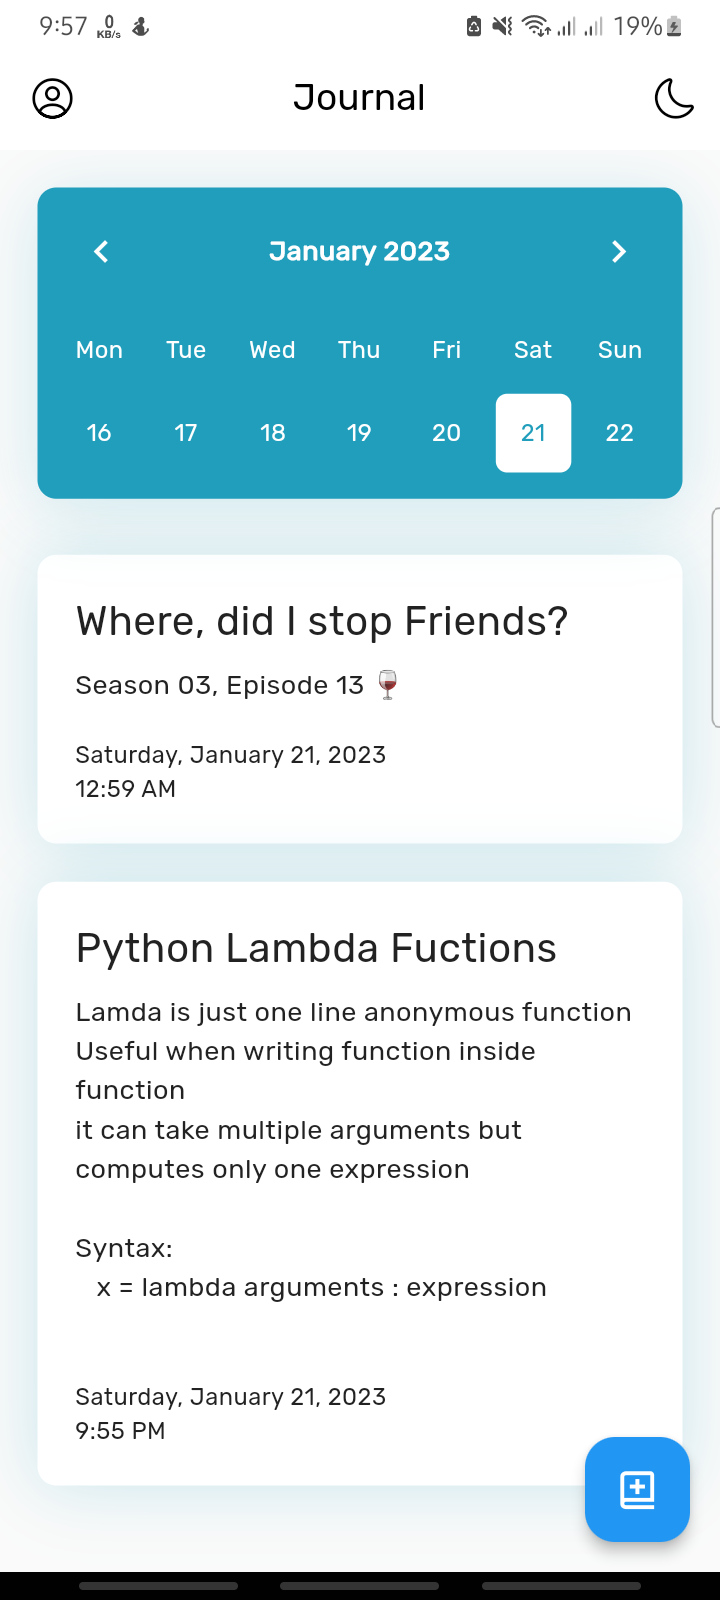 9:57 0 KB/s 19%
Journal
January 2023
Mon Tue Wed Thu Fri Sat Sun
16 17 18 19 20 21 22
Where, did I stop Friends?
Season 03, Episode 13 🍷
Saturday, January 21, 2023
12:59 AM
Python Lambda Fuctions
Lamda is just one line anonymous function
Useful when writing function inside
function
it can take multiple arguments but
computes only one expression
Syntax:
x = lambda arguments : expression
Saturday, January 21, 2023
9:55 PM